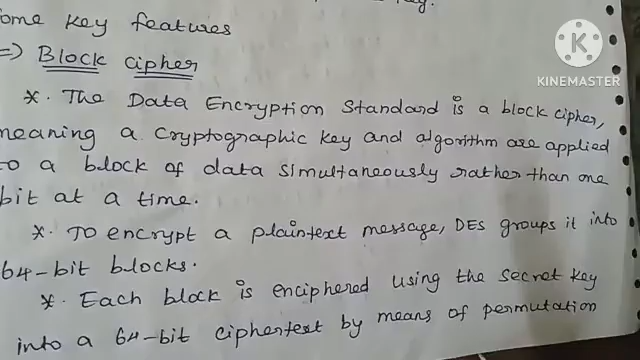 ome key features
=> Block cipher
*. The Data Encryption Standard is a block cipher,
meaning a cryptographic key and algorithm are applied
to a block of data simultaneously rather than one
bit at a time.
*. To encrypt a plaintext message, DES groups it into
64-bit blocks.
*. Each block is enciphered using the secret key
into a 64-bit ciphertext by means of permutation
KINEMASTER